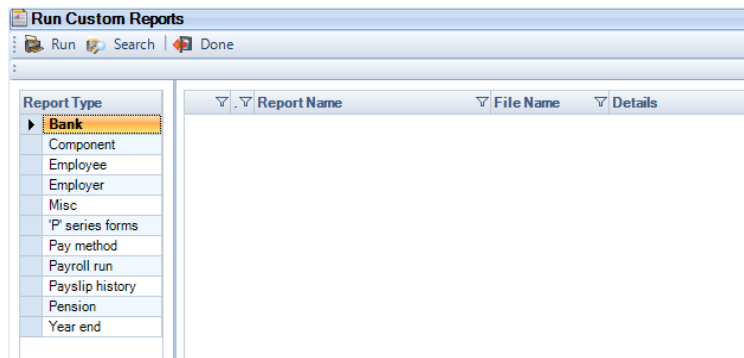 Run Custom Reports
Run Search Done
Report Type . Report Name File Name Details
Bank
Component
Employee
Employer
Misc
'P' series forms
Pay method
Payroll run
Payslip history
Pension
Year end